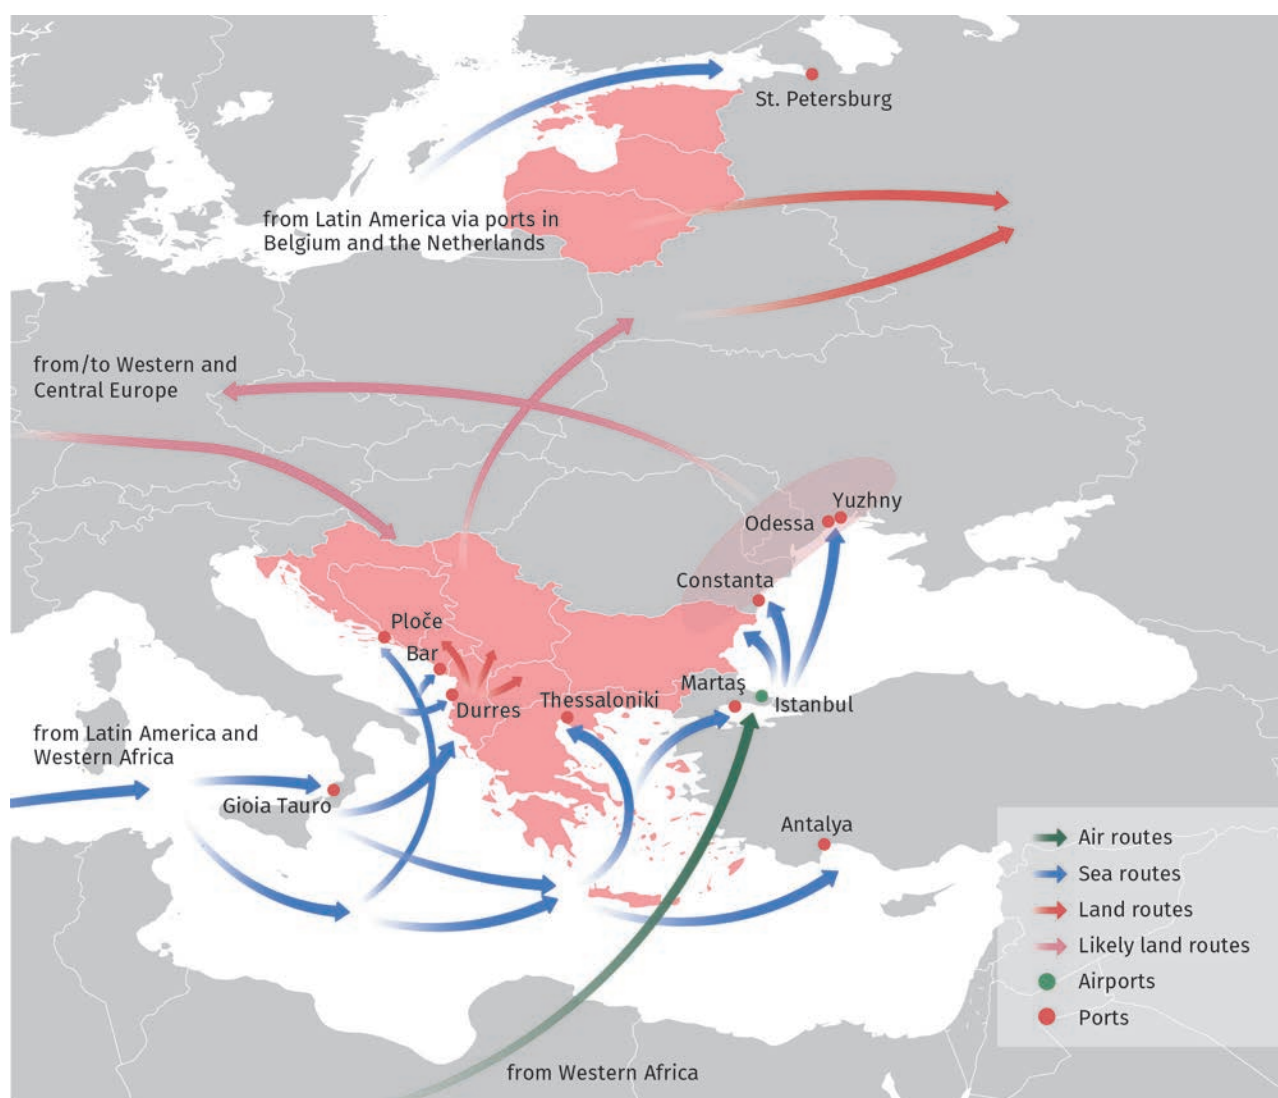 St. Petersburg
from Latin America via ports in
Belgium and the Netherlands
from/to Western and
Central Europe
Yuzhny
Odessa
Constanta
Ploče
Bar
Durres
Thessaloniki
Martaş
Istanbul
from Latin America and
Western Africa
Gioia Tauro
Antalya
from Western Africa
Air routes
Sea routes
Land routes
Likely land routes
Airports
Ports